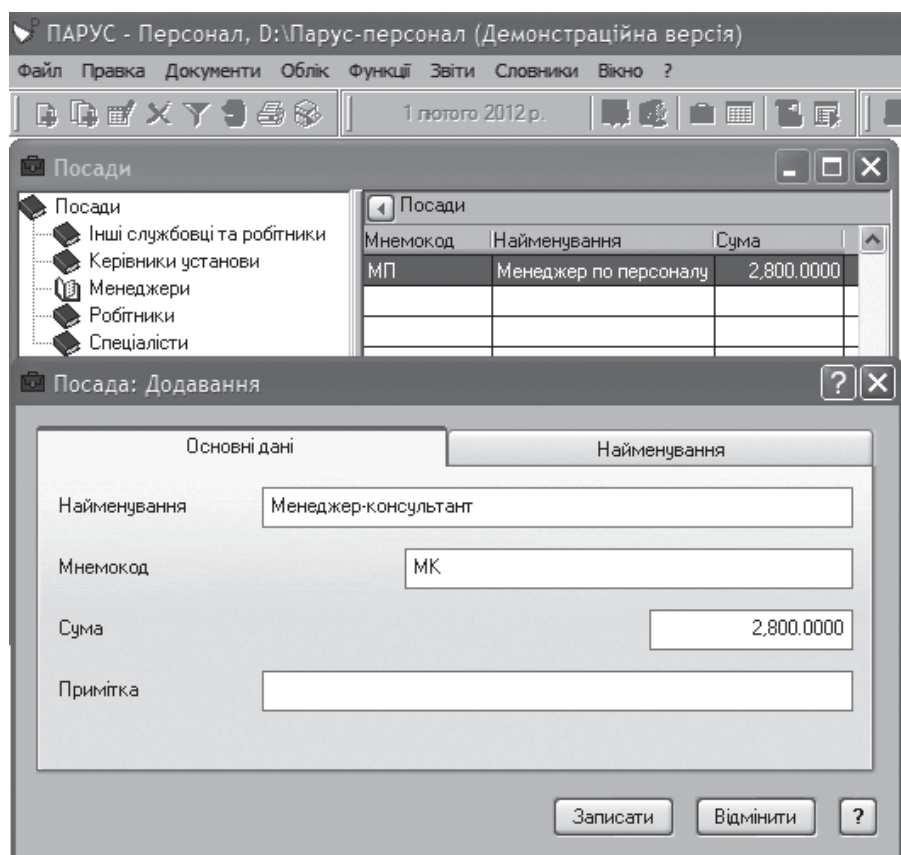 ПАРУС - Персонал, D:\Парус-персонал (Демонстраційна версія)
Файл Правка Документи Облік Функції Звіти Словники Вікно ?
1 лютого 2012 р.
Посади
Посади
Інші службовці та робітники
Керівники установи
Менеджери
Робітники
Спеціалісти
Посади
Мнемокод Найменування Сума
МП Менеджер по персоналу 2,800.0000
Посада: Додавання
Основні дані Найменування
Найменування Менеджер-консультант
Мнемокод МК
Сума 2,800.0000
Примітка
Записати Відмінити ?